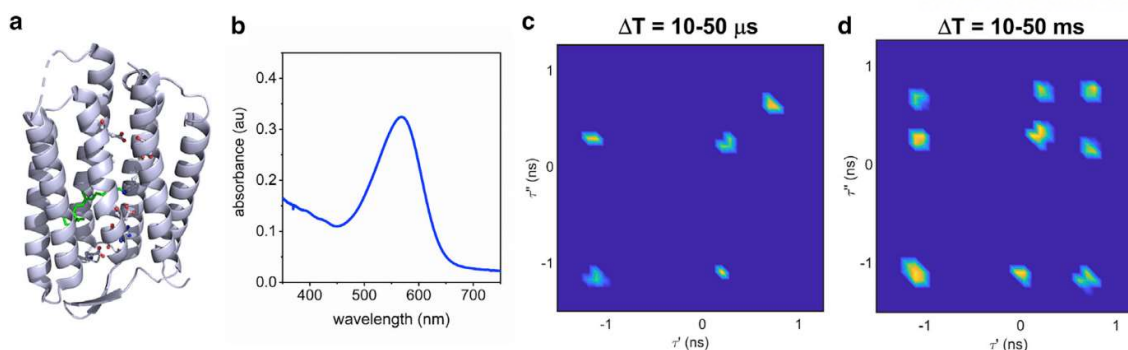 a
b
0.4
0.3
0.2
0.1
0.0
absorbance (au)
400 500 600 700
wavelength (nm)
c
ΔT = 10-50 μs
1
0
-1
τ'' (ns)
-1 0 1
τ' (ns)
d
ΔT = 10-50 ms
1
0
-1
τ'' (ns)
-1 0 1
τ' (ns)